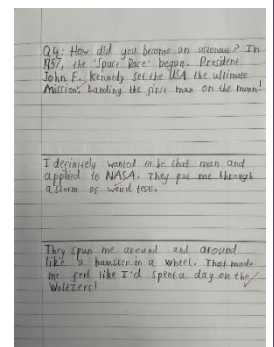 Q4: How did you become an astronaut? In
1957, the 'Space Race' began. President
John F. Kennedy set the USA the ultimate
Mission: Landing the first man on the moon!
I definitely wanted to be that man and
applied to NASA. They put me through
a storm of weird tests.
They spun me around and around
like a hamster in a wheel. That made
me feel like I'd spent a day on the
Waltzers!